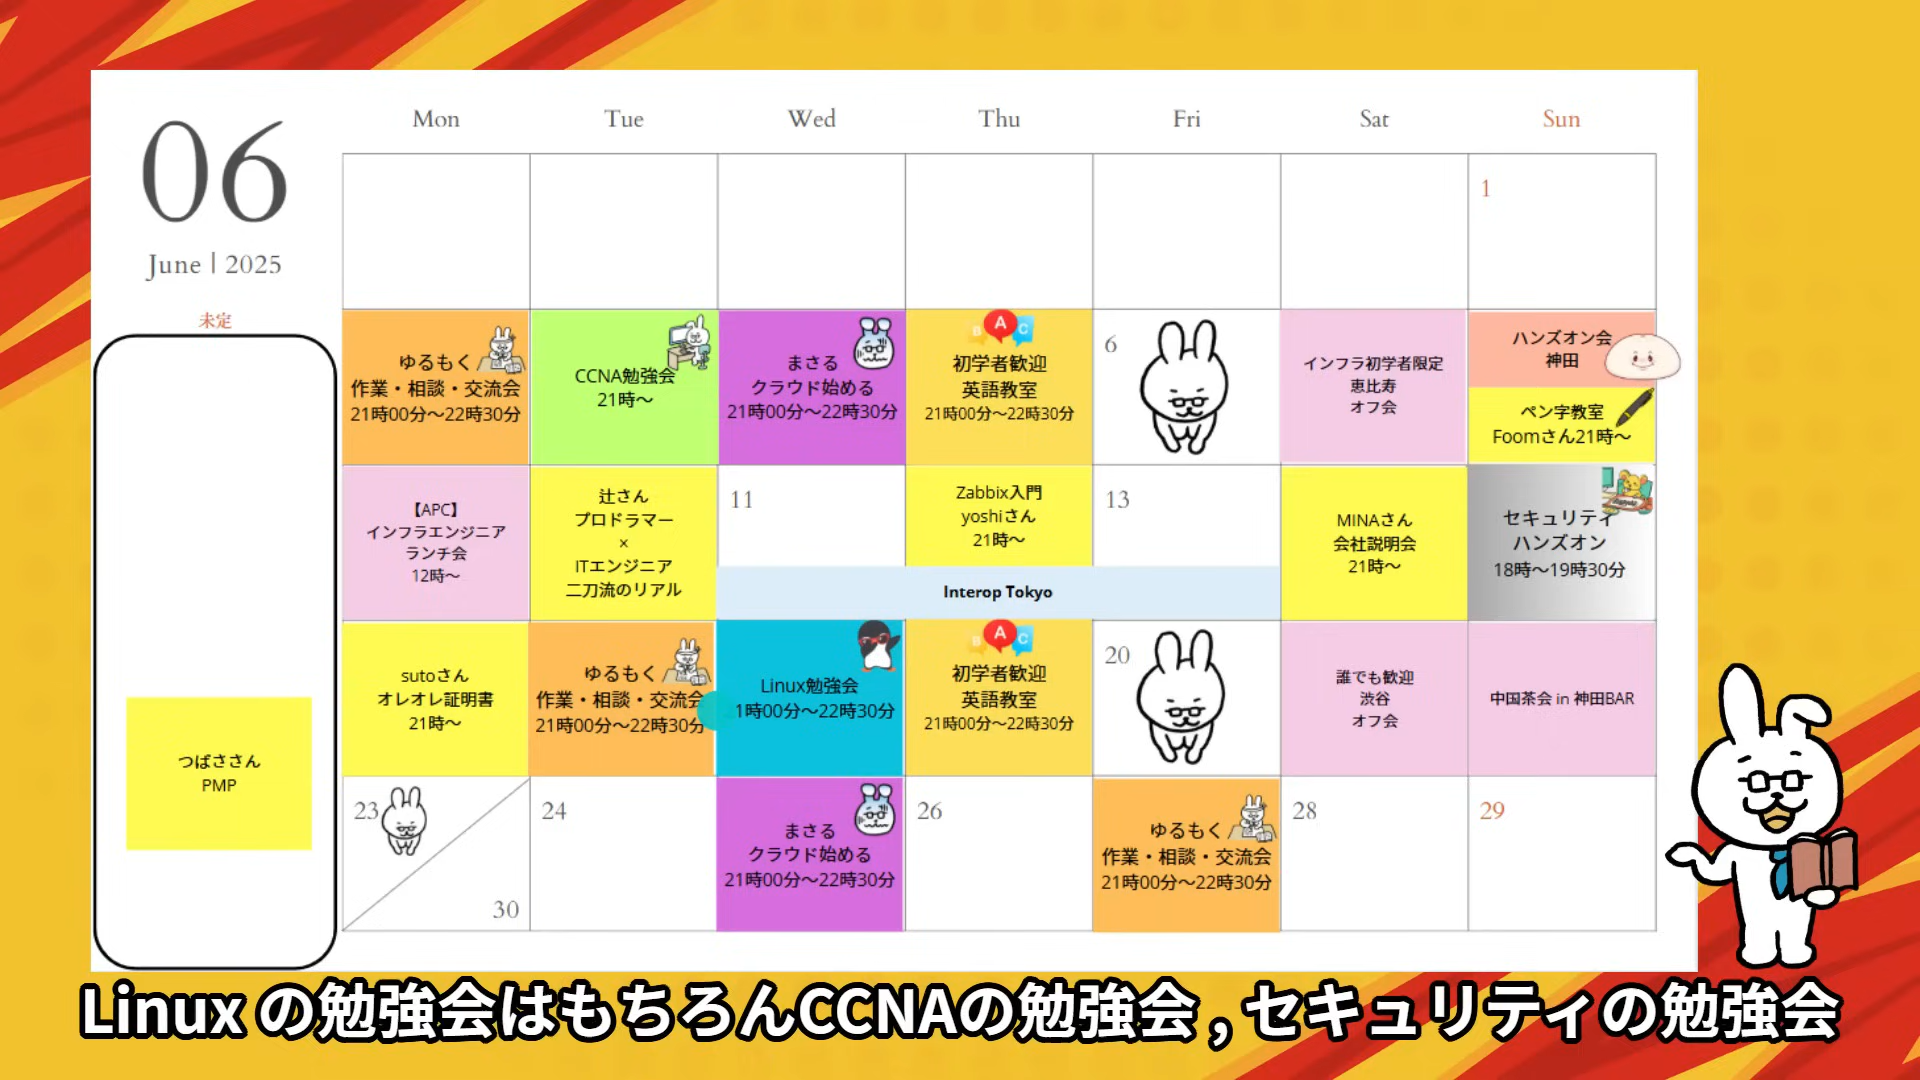 06
June | 2025
未定
つばささん
PMP
Mon Tue Wed Thu Fri Sat Sun
1
ゆるもく
作業・相談・交流会
21時00分～22時30分
CCNA勉強会
21時～
まさる
クラウド始める
21時00分～22時30分
B A C
初学者歓迎
英語教室
21時00分～22時30分
6
インフラ初学者限定
恵比寿
オフ会
ハンズオン会
神田
ペン字教室
Foomさん21時～
【APC】
インフラエンジニア
ランチ会
12時～
辻さん
プロドラマー
×
ITエンジニア
二刀流のリアル
11
Zabbix入門
yoshiさん
21時～
13
Interop Tokyo
MINAさん
会社説明会
21時～
セキュリティ
ハンズオン
18時～19時30分
sutoさん
オレオレ証明書
21時～
ゆるもく
作業・相談・交流会
21時00分～22時30分
Linux勉強会
1時00分～22時30分
B A C
初学者歓迎
英語教室
21時00分～22時30分
20
誰でも歓迎
渋谷
オフ会
中国茶会 in 神田BAR
23
30
24
まさる
クラウド始める
21時00分～22時30分
26
ゆるもく
作業・相談・交流会
21時00分～22時30分
28
29
Linux の勉強会はもちろんCCNAの勉強会 , セキュリティの勉強会